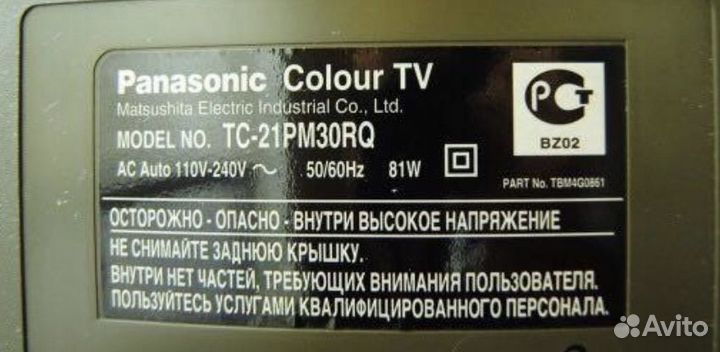 Panasonic Colour TV
Matsushita Electric Industrial Co., Ltd.
MODEL NO. TC-21PM30RQ
AC Auto 110V-240V ～ 50/60Hz 81W
РСТ
BZ02
PART No. TBM4G0861
ОСТОРОЖНО - ОПАСНО - ВНУТРИ ВЫСОКОЕ НАПРЯЖЕНИЕ
НЕ СНИМАЙТЕ ЗАДНЮЮ КРЫШКУ.
ВНУТРИ НЕТ ЧАСТЕЙ, ТРЕБУЮЩИХ ВНИМАНИЯ ПОЛЬЗОВАТЕЛЯ.
ПОЛЬЗУЙТЕСЬ УСЛУГАМИ КВАЛИФИЦИРОВАННОГО ПЕРСОНАЛА.
Avito